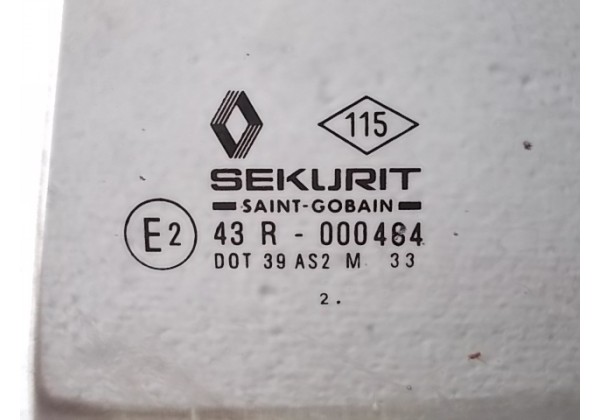 115
SEKURIT
SAINT-GOBAIN
E2 43 R - 000464
DOT 39 AS2 M 33
2.